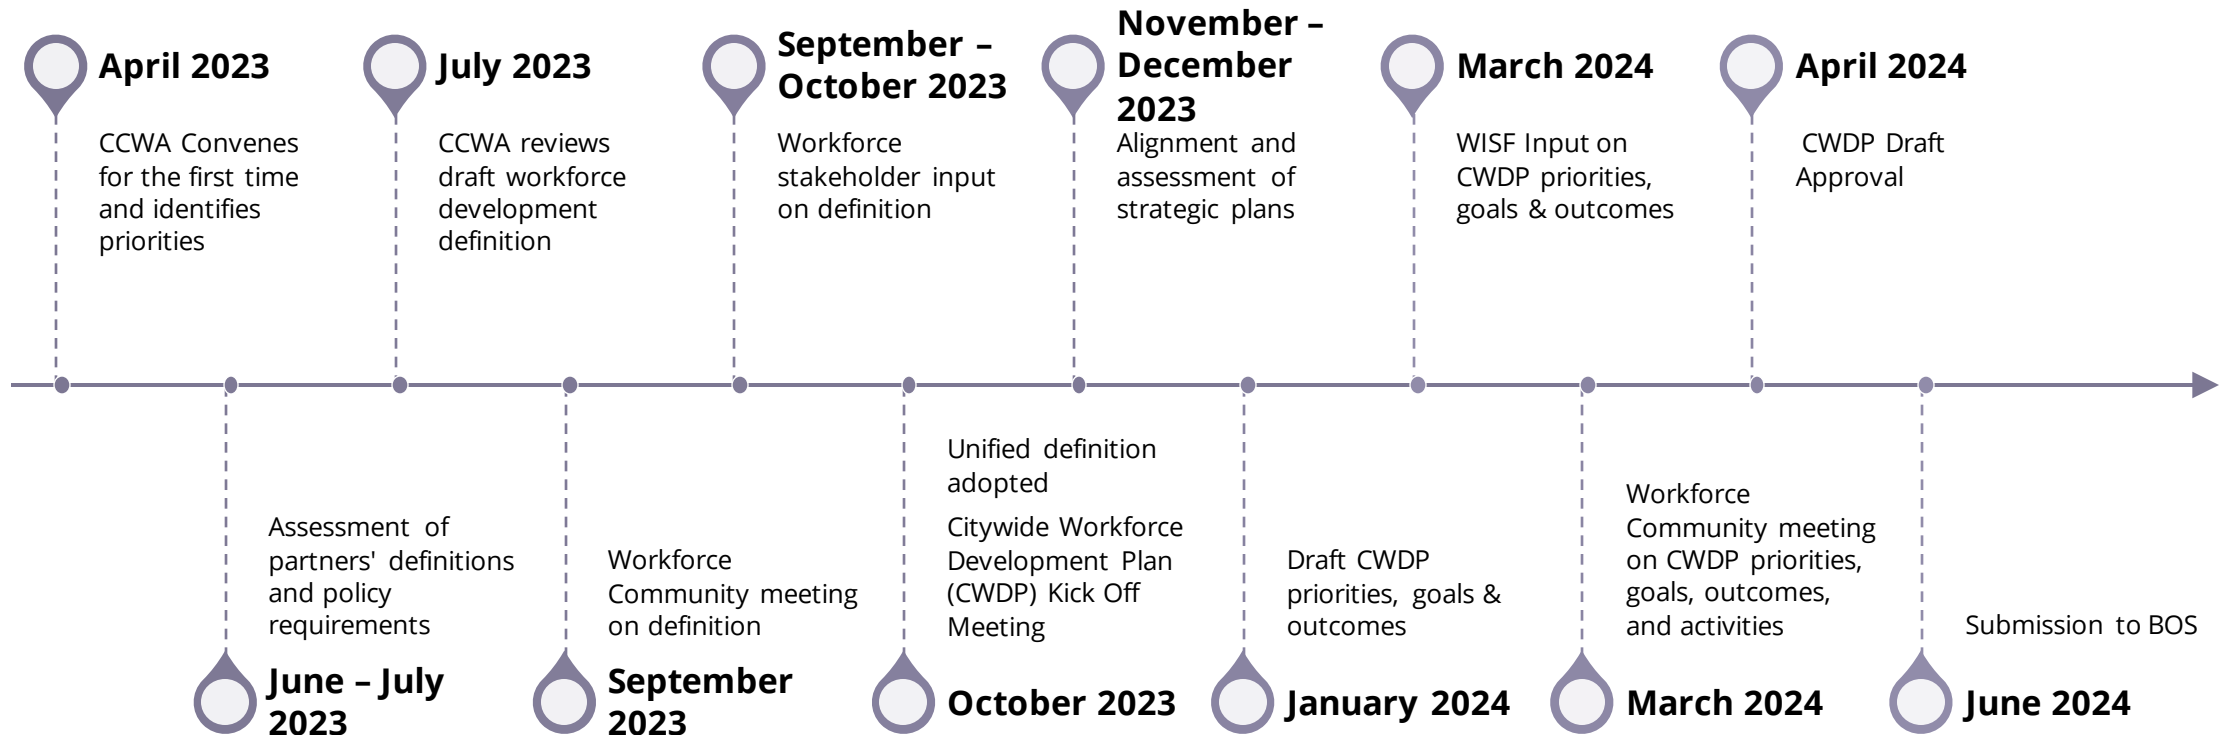 April 2023
CCWA Convenes
for the first time
and identifies
priorities
June – July
2023
Assessment of
partners' definitions
and policy
requirements
July 2023
CCWA reviews
draft workforce
development
definition
September
2023
Workforce
Community meeting
on definition
September –
October 2023
Workforce
stakeholder input
on definition
October 2023
Unified definition
adopted
Citywide Workforce
Development Plan
(CWDP) Kick Off
Meeting
November –
December
2023
Alignment and
assessment of
strategic plans
January 2024
Draft CWDP
priorities, goals &
outcomes
March 2024
WISF Input on
CWDP priorities,
goals & outcomes
March 2024
Workforce
Community meeting
on CWDP priorities,
goals, outcomes,
and activities
April 2024
CWDP Draft
Approval
June 2024
Submission to BOS